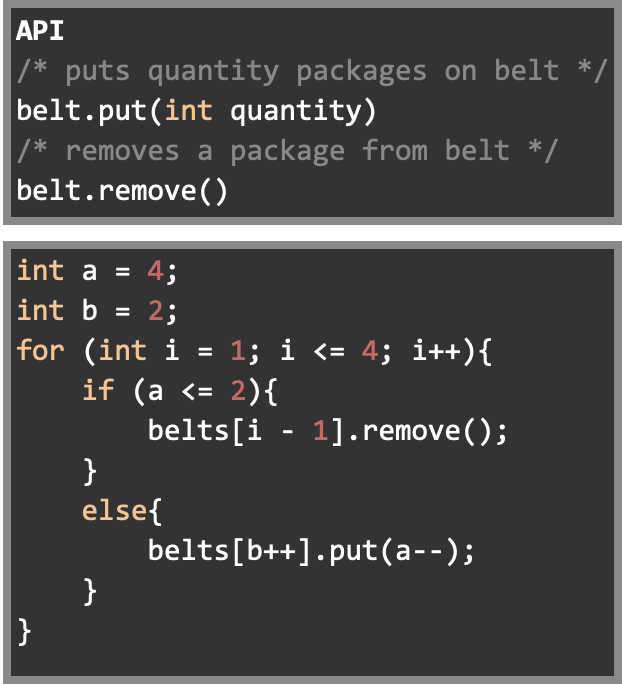 API
/* puts quantity packages on belt */
belt.put(int quantity)
/* removes a package from belt */
belt.remove()
int a = 4;
int b = 2;
for (int i = 1; i <= 4; i++){
    if (a <= 2){
        belts[i - 1].remove();
    }
    else{
        belts[b++].put(a--);
    }
}